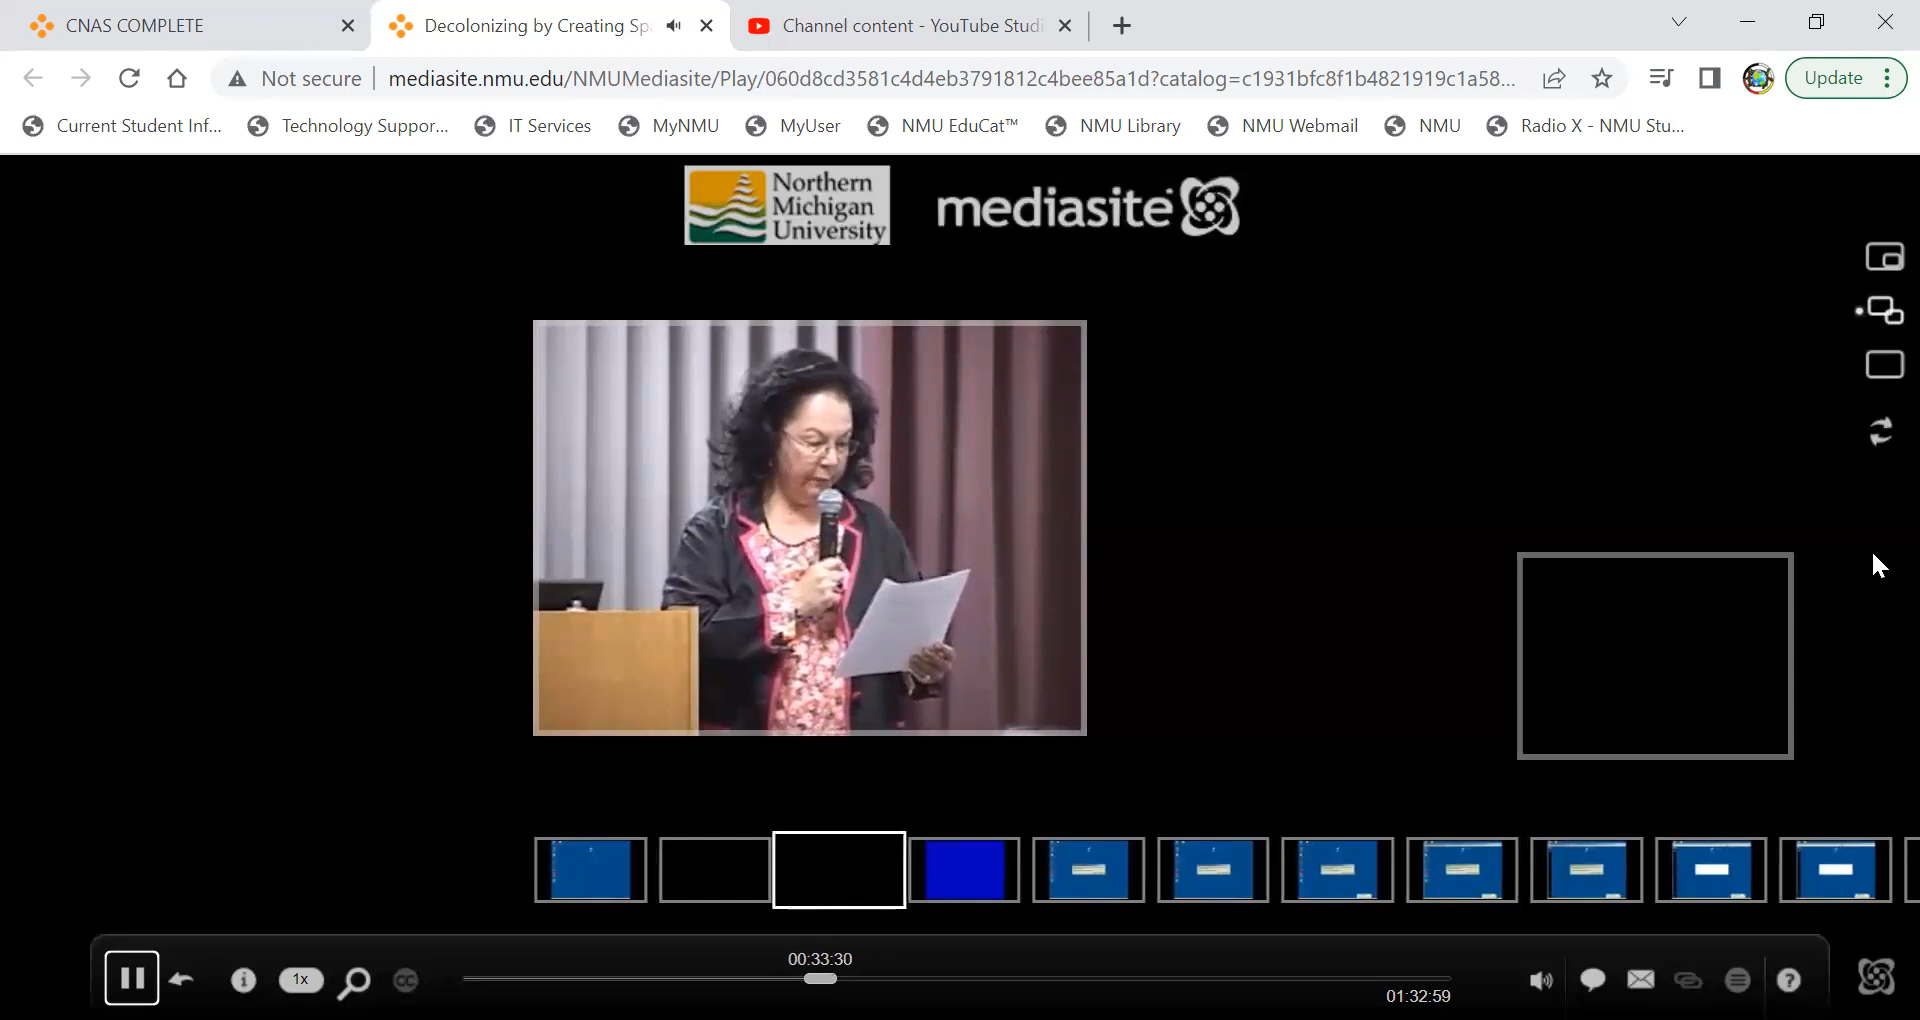 CNAS COMPLETE
Decolonizing by Creating Spa
Channel content - YouTube Studi
Not secure
mediasite.nmu.edu/NMUMediasite/Play/060d8cd3581c4d4eb3791812c4bee85a1d?catalog=c1931bfc8f1b4821919c1a58...
Update
Current Student Inf...
Technology Suppor...
IT Services
MyNMU
MyUser
NMU EduCat™
NMU Library
NMU Webmail
NMU
Radio X - NMU Stu...
Northern
Michigan
University
mediasite
00:33:30
1x
CC
01:32:59